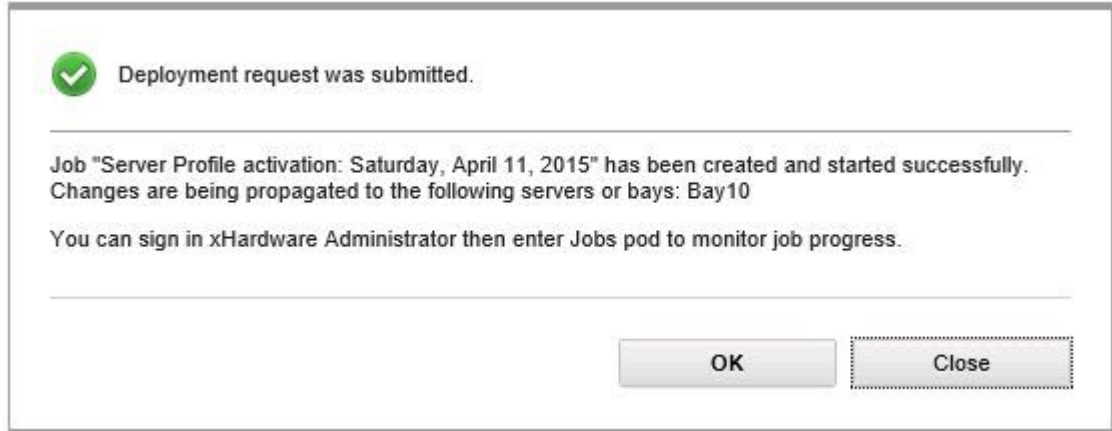 Deployment request was submitted.
Job "Server Profile activation: Saturday, April 11, 2015" has been created and started successfully.
Changes are being propagated to the following servers or bays: Bay10
You can sign in xHardware Administrator then enter Jobs pod to monitor job progress.
OK
Close